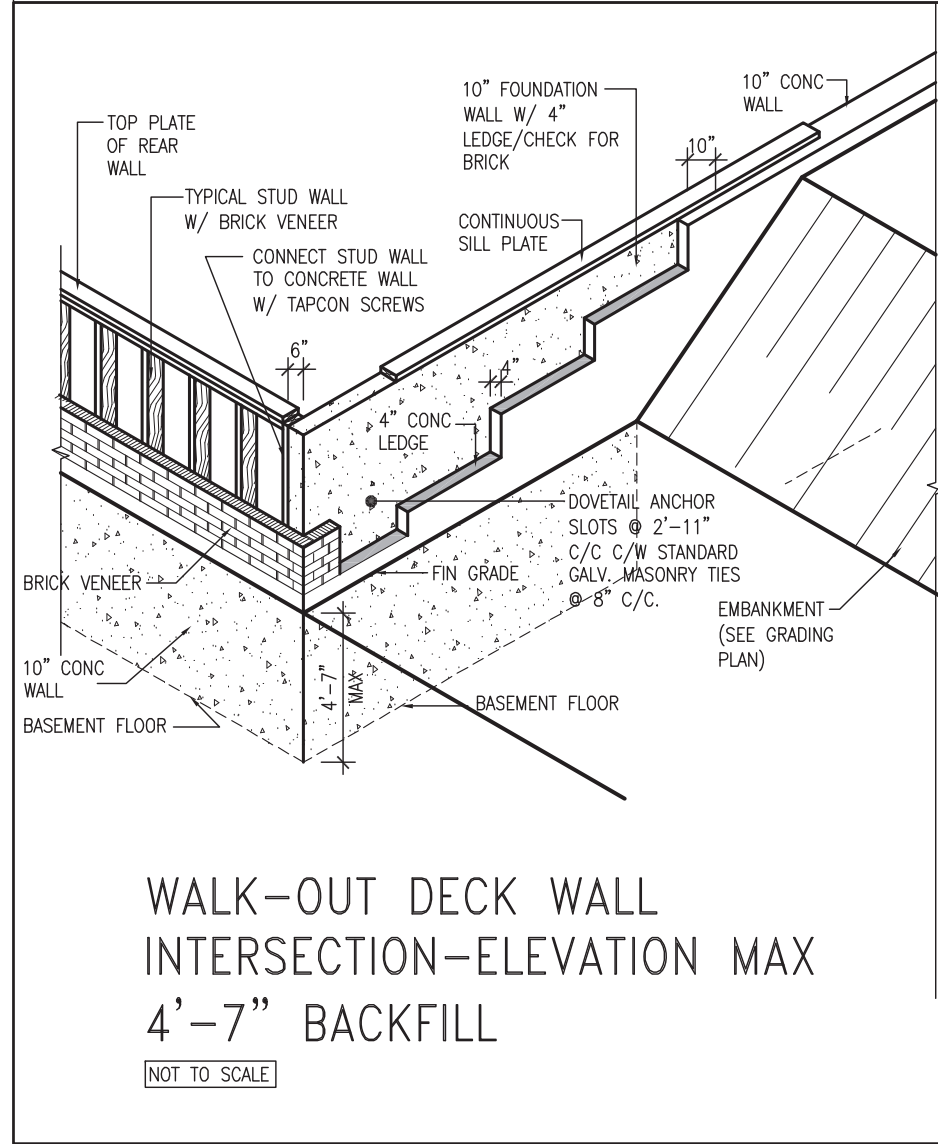 10" FOUNDATION
WALL W/ 4"
LEDGE/CHECK FOR
BRICK
10" CONC
WALL
TOP PLATE
OF REAR
WALL
10"
TYPICAL STUD WALL
W/ BRICK VENEER
CONTINUOUS
SILL PLATE
CONNECT STUD WALL
TO CONCRETE WALL
W/ TAPCON SCREWS
6"
4"
4" CONC
LEDGE
DOVETAIL ANCHOR
SLOTS @ 2'-11"
C/C C/W STANDARD
GALV. MASONRY TIES
@ 8" C/C.
FIN GRADE
BRICK VENEER
EMBANKMENT
(SEE GRADING
PLAN)
10" CONC
WALL
4'-7"
MAX
BASEMENT FLOOR
BASEMENT FLOOR
WALK-OUT DECK WALL
INTERSECTION-ELEVATION MAX
4'-7" BACKFILL
NOT TO SCALE